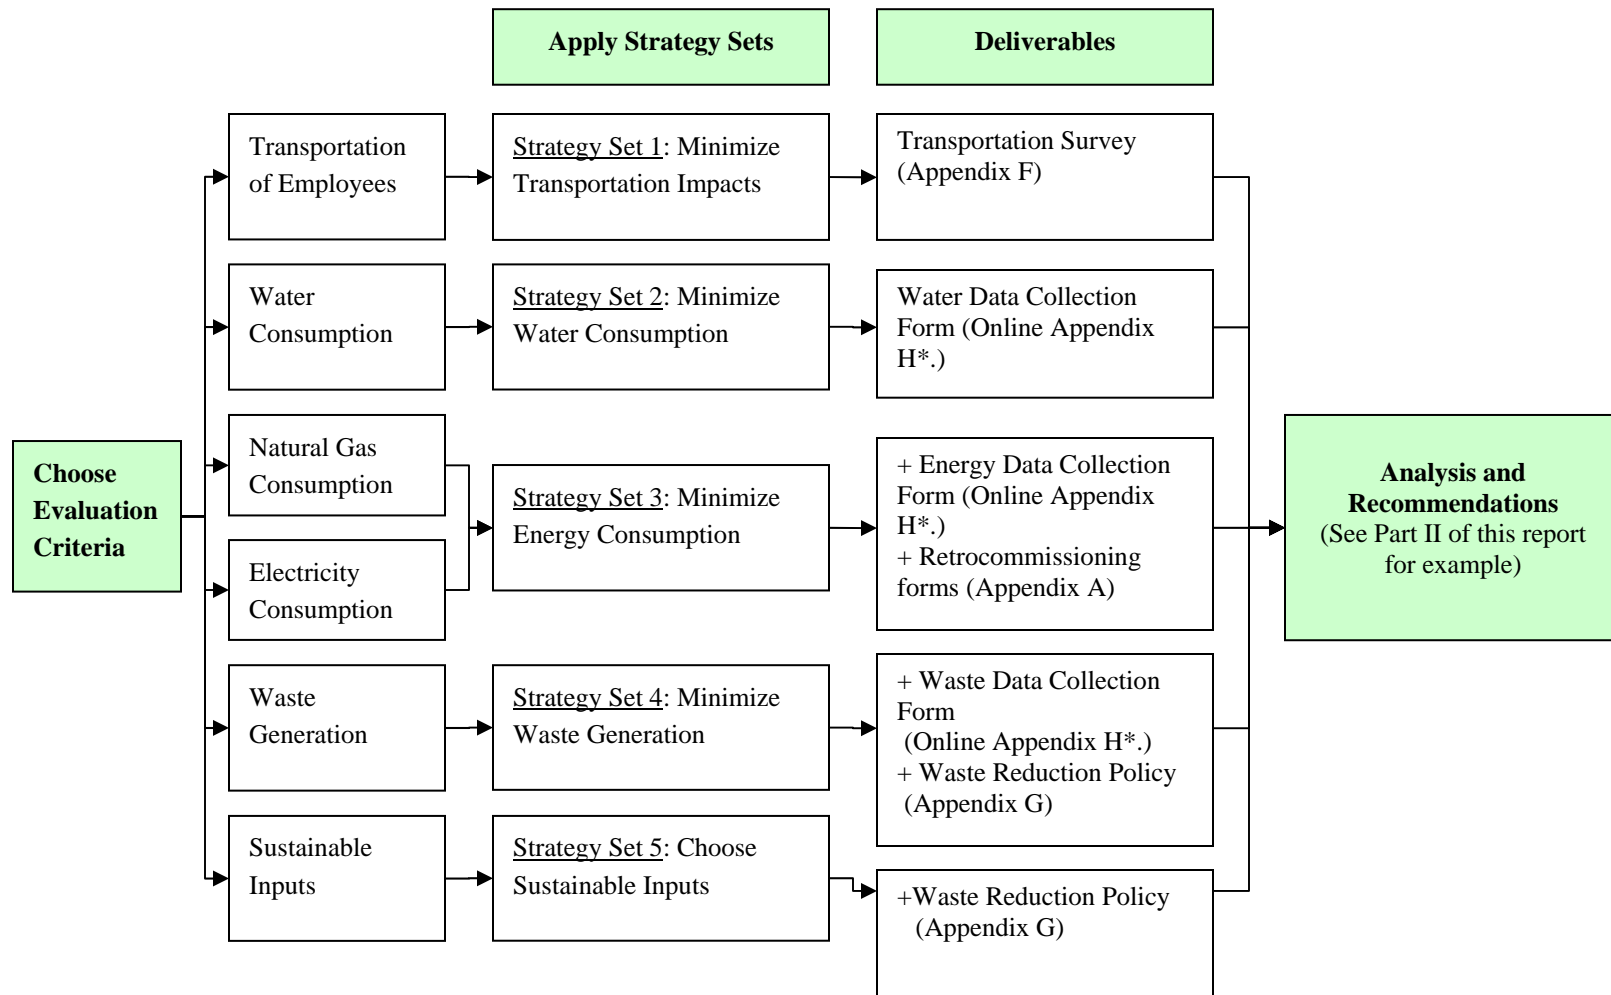 Apply Strategy Sets
Deliverables
Choose
Evaluation
Criteria
Transportation
of Employees
Strategy Set 1: Minimize
Transportation Impacts
Transportation Survey
(Appendix F)
Water
Consumption
Strategy Set 2: Minimize
Water Consumption
Water Data Collection
Form (Online Appendix
H*.)
Natural Gas
Consumption
Electricity
Consumption
Strategy Set 3: Minimize
Energy Consumption
+ Energy Data Collection
Form (Online Appendix
H*.)
+ Retrocommissioning
forms (Appendix A)
Waste
Generation
Strategy Set 4: Minimize
Waste Generation
+ Waste Data Collection
Form
(Online Appendix H*.)
+ Waste Reduction Policy
(Appendix G)
Sustainable
Inputs
Strategy Set 5: Choose
Sustainable Inputs
+Waste Reduction Policy
(Appendix G)
Analysis and
Recommendations
(See Part II of this report
for example)